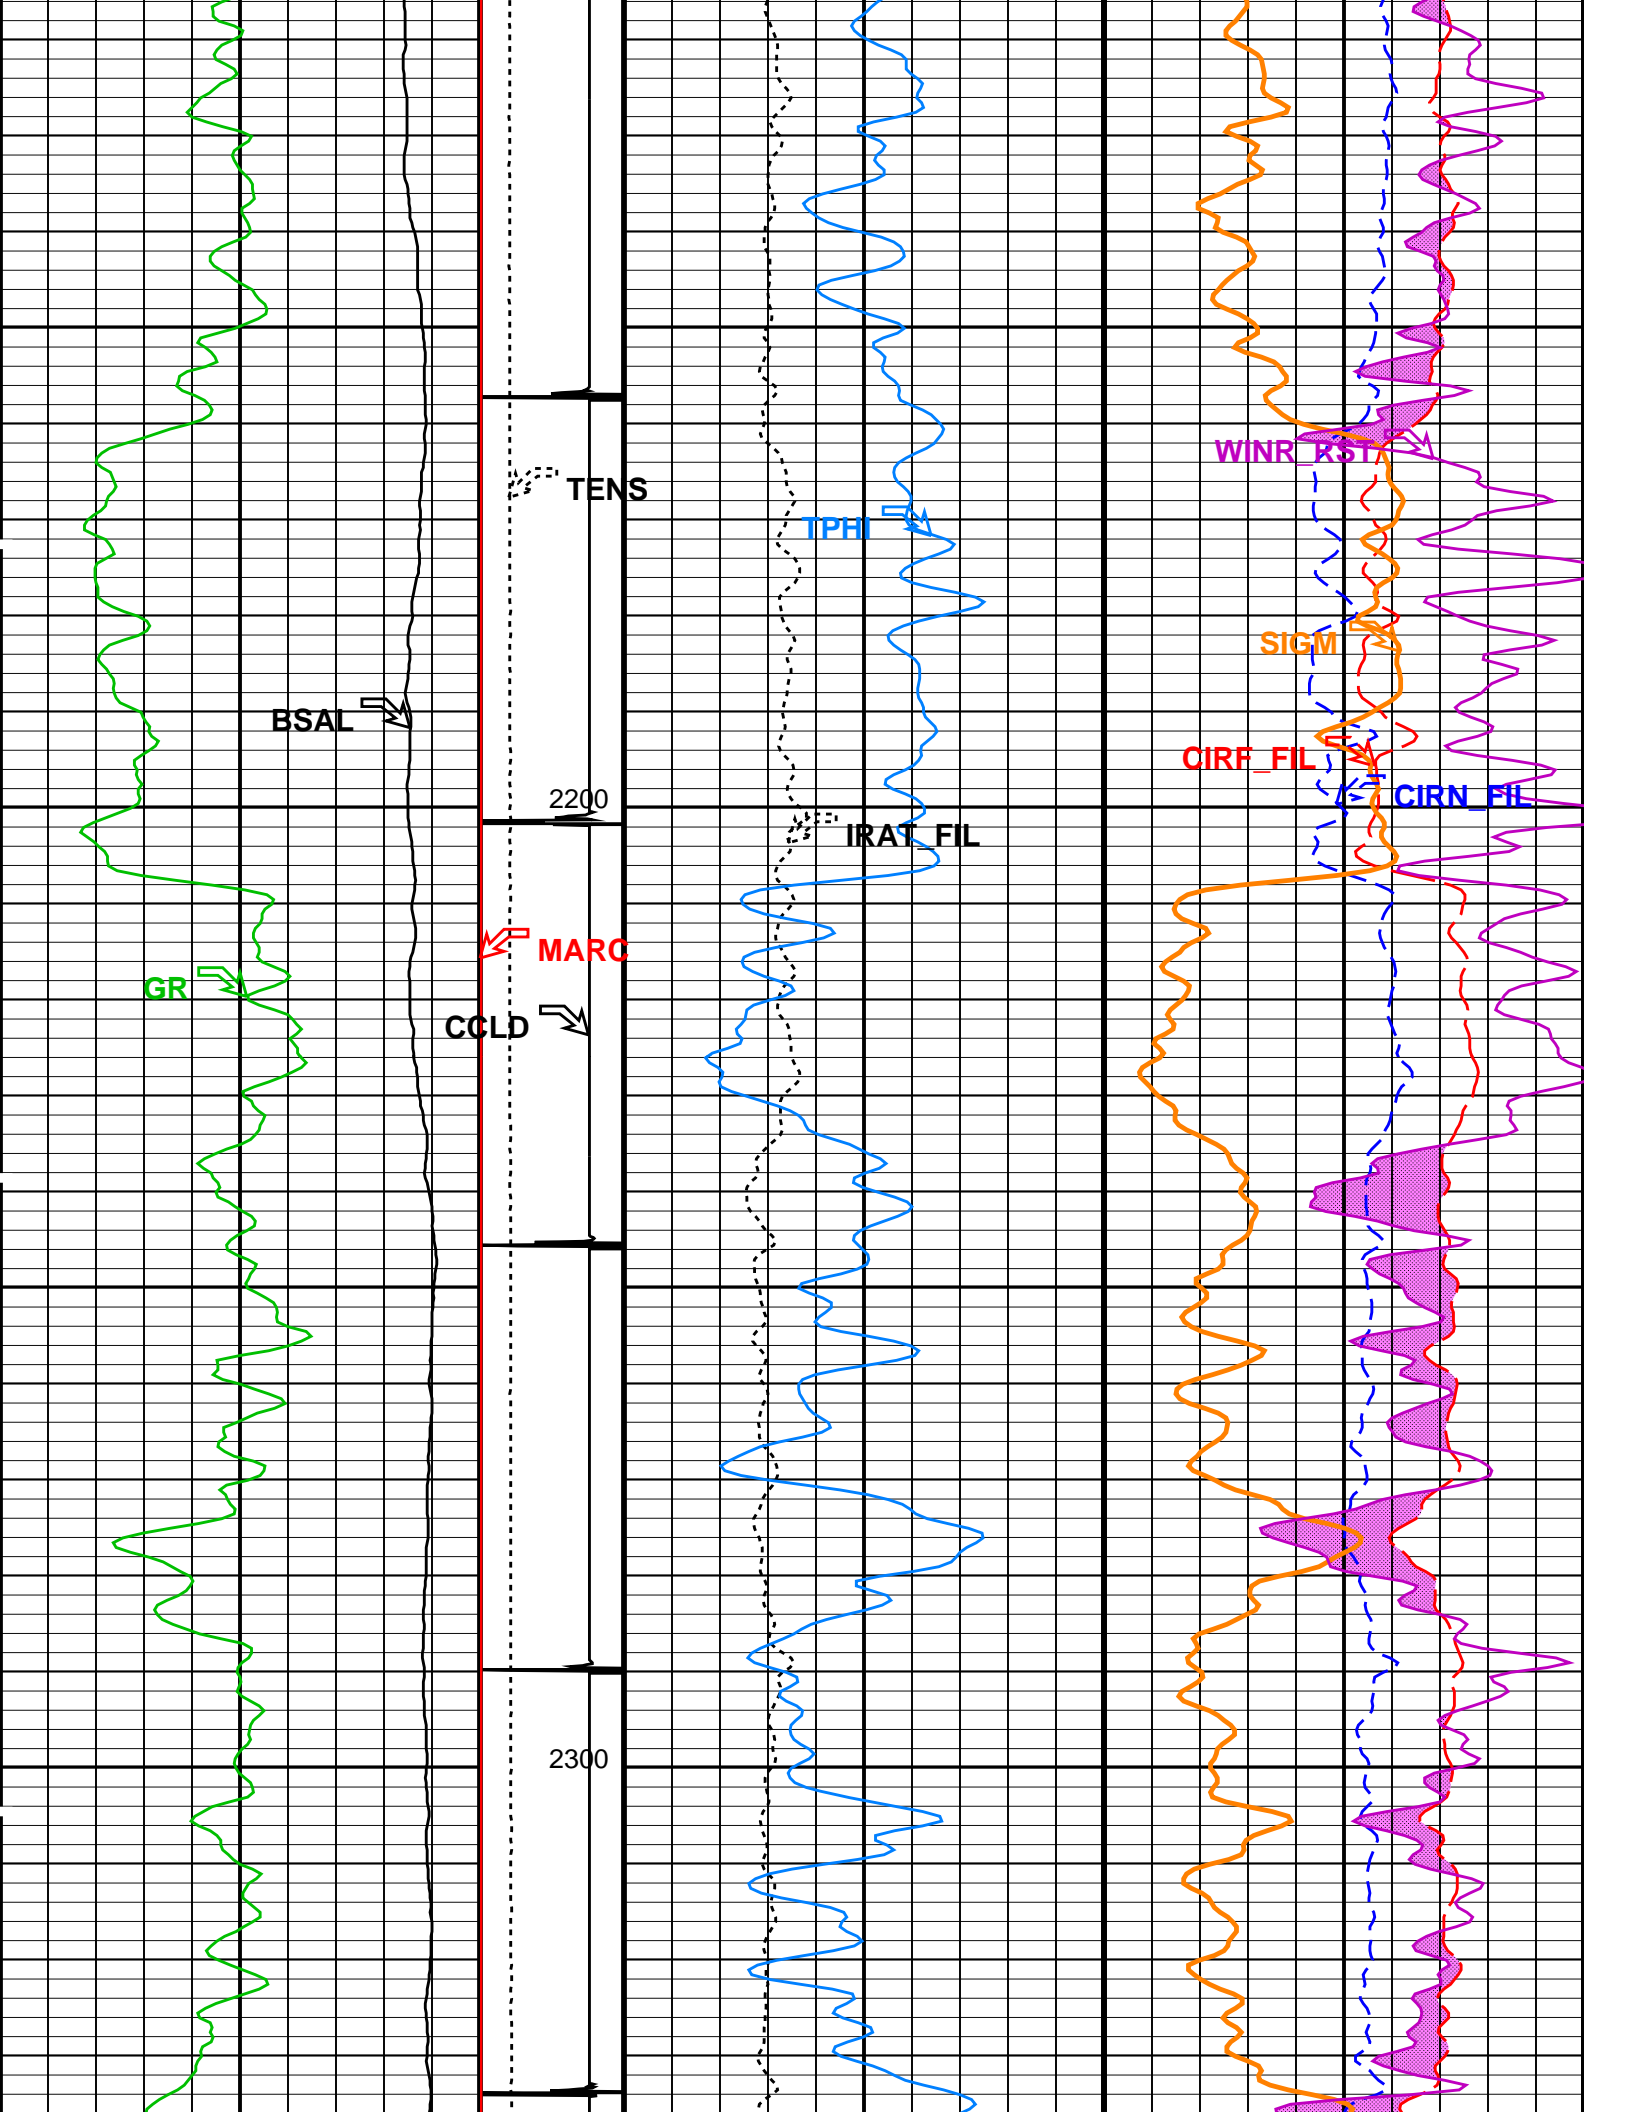 WINR_RST
TENS
TPHI
SIGM
BSAL
CIRF_FIL
2200
CIRN_FIL
IRAT_FIL
MARC
GR
CCLD
2300